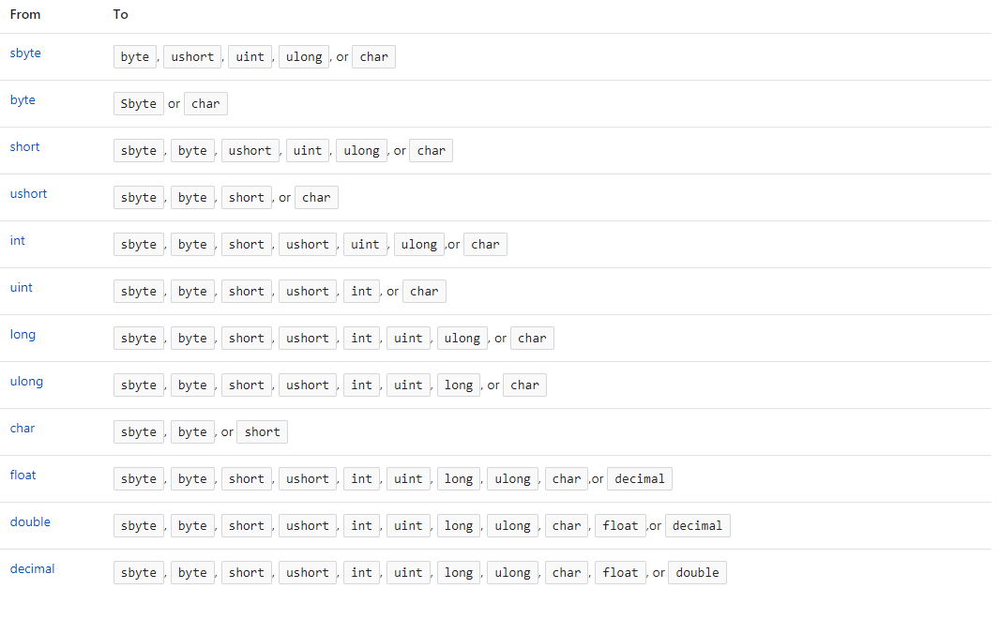 From To
sbyte byte, ushort, uint, ulong, or char
byte Sbyte or char
short sbyte, byte, ushort, uint, ulong, or char
ushort sbyte, byte, short, or char
int sbyte, byte, short, ushort, uint, ulong,or char
uint sbyte, byte, short, ushort, int, or char
long sbyte, byte, short, ushort, int, uint, ulong, or char
ulong sbyte, byte, short, ushort, int, uint, long, or char
char sbyte, byte, or short
float sbyte, byte, short, ushort, int, uint, long, ulong, char,or decimal
double sbyte, byte, short, ushort, int, uint, long, ulong, char, float,or decimal
decimal sbyte, byte, short, ushort, int, uint, long, ulong, char, float, or double